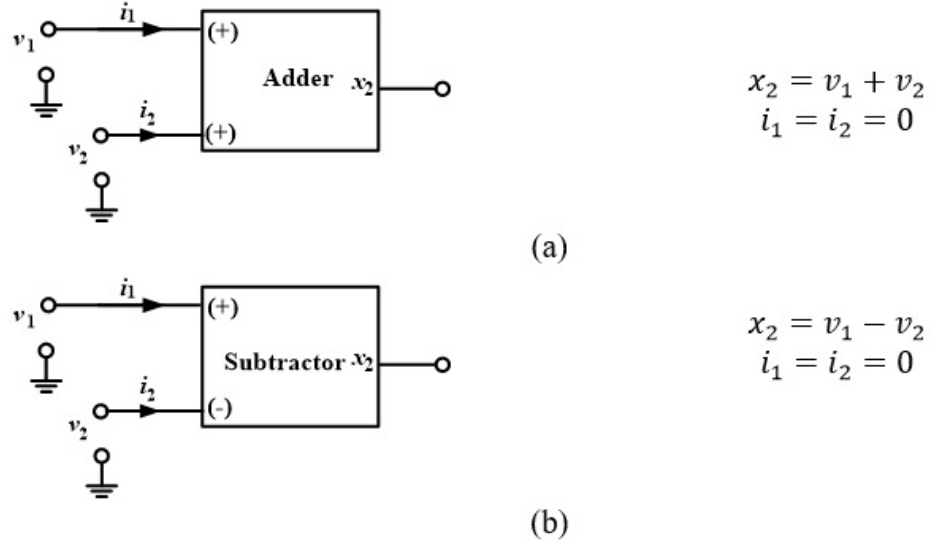 i₁
v₁
(+)
Adder x₂
i₂
(+)
v₂
x₂ = v₁ + v₂
i₁ = i₂ = 0
(a)
i₁
v₁
(+)
Subtractor x₂
i₂
(-)
v₂
x₂ = v₁ − v₂
i₁ = i₂ = 0
(b)